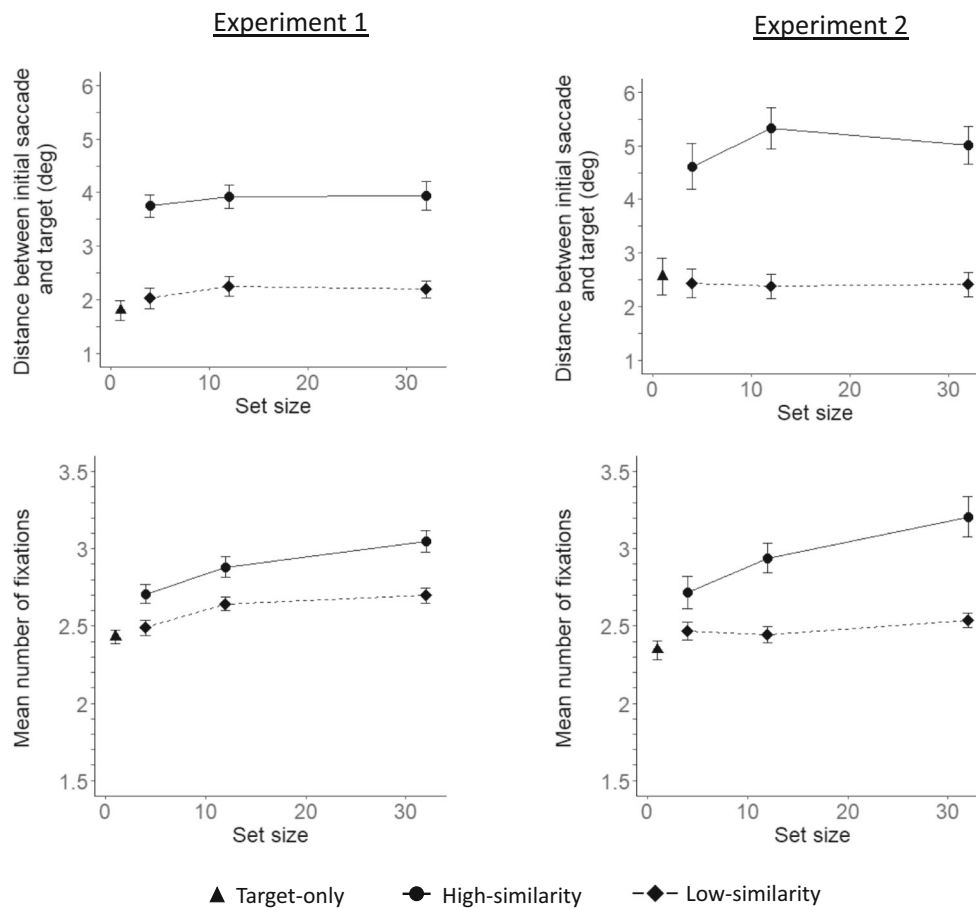 Experiment 1
Distance between initial saccade
and target (deg)
6
5
4
3
2
1
0
10
20
30
Set size
Experiment 2
Distance between initial saccade
and target (deg)
6
5
4
3
2
1
0
10
20
30
Set size
Mean number of fixations
3.5
3
2.5
2
1.5
0
10
20
30
Set size
Mean number of fixations
3.5
3
2.5
2
1.5
0
10
20
30
Set size
Target-only
High-similarity
Low-similarity